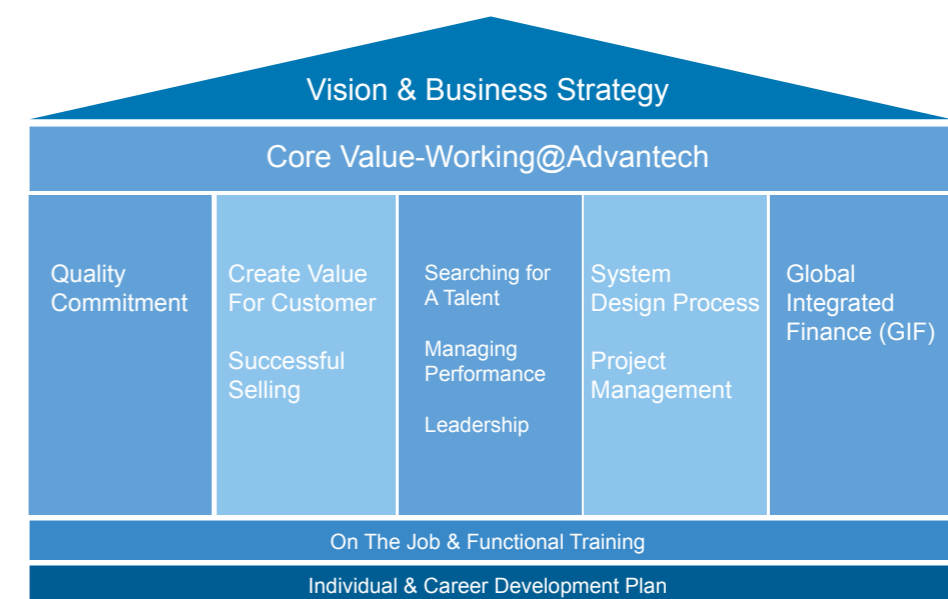 Vision & Business Strategy
Core Value-Working@Advantech
Quality
Commitment
Create Value
For Customer
Successful
Selling
Searching for
A Talent
Managing
Performance
Leadership
System
Design Process
Project
Management
Global
Integrated
Finance (GIF)
On The Job & Functional Training
Individual & Career Development Plan